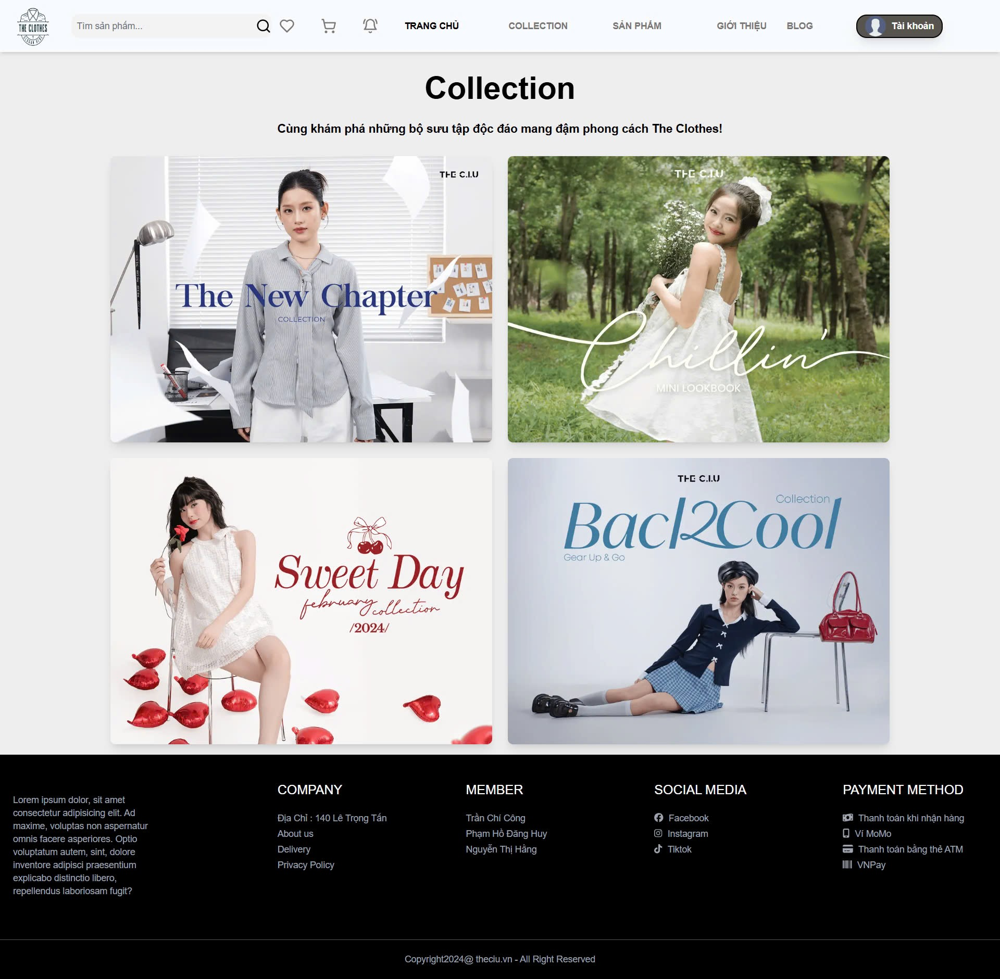 THE CLOTHES
SLOGAN HERE
Tìm sản phẩm...
TRANG CHỦ
COLLECTION
SẢN PHẨM
GIỚI THIỆU
BLOG
Tài khoản
Collection
Cùng khám phá những bộ sưu tập độc đáo mang đậm phong cách The Clothes!
THE C.I.U
The New Chapter
COLLECTION
THE C.I.U
Chillin'
MINI LOOKBOOK
Sweet Day
february collection
/2024/
THE C.I.U
Collection
Back2Cool
Gear Up & Go
Lorem ipsum dolor, sit amet
consectetur adipisicing elit. Ad
maxime, voluptas non aspernatur
omnis facere asperiores. Optio
voluptatum autem, sint, dolore
inventore adipisci praesentium
explicabo distinctio libero,
repellendus laboriosam fugit?
COMPANY
Địa Chỉ : 140 Lê Trọng Tấn
About us
Delivery
Privacy Policy
MEMBER
Trần Chí Công
Phạm Hồ Đăng Huy
Nguyễn Thị Hằng
SOCIAL MEDIA
Facebook
Instagram
Tiktok
PAYMENT METHOD
Thanh toán khi nhận hàng
Ví MoMo
Thanh toán bằng thẻ ATM
VNPay
Copyright2024@ theciu.vn - All Right Reserved